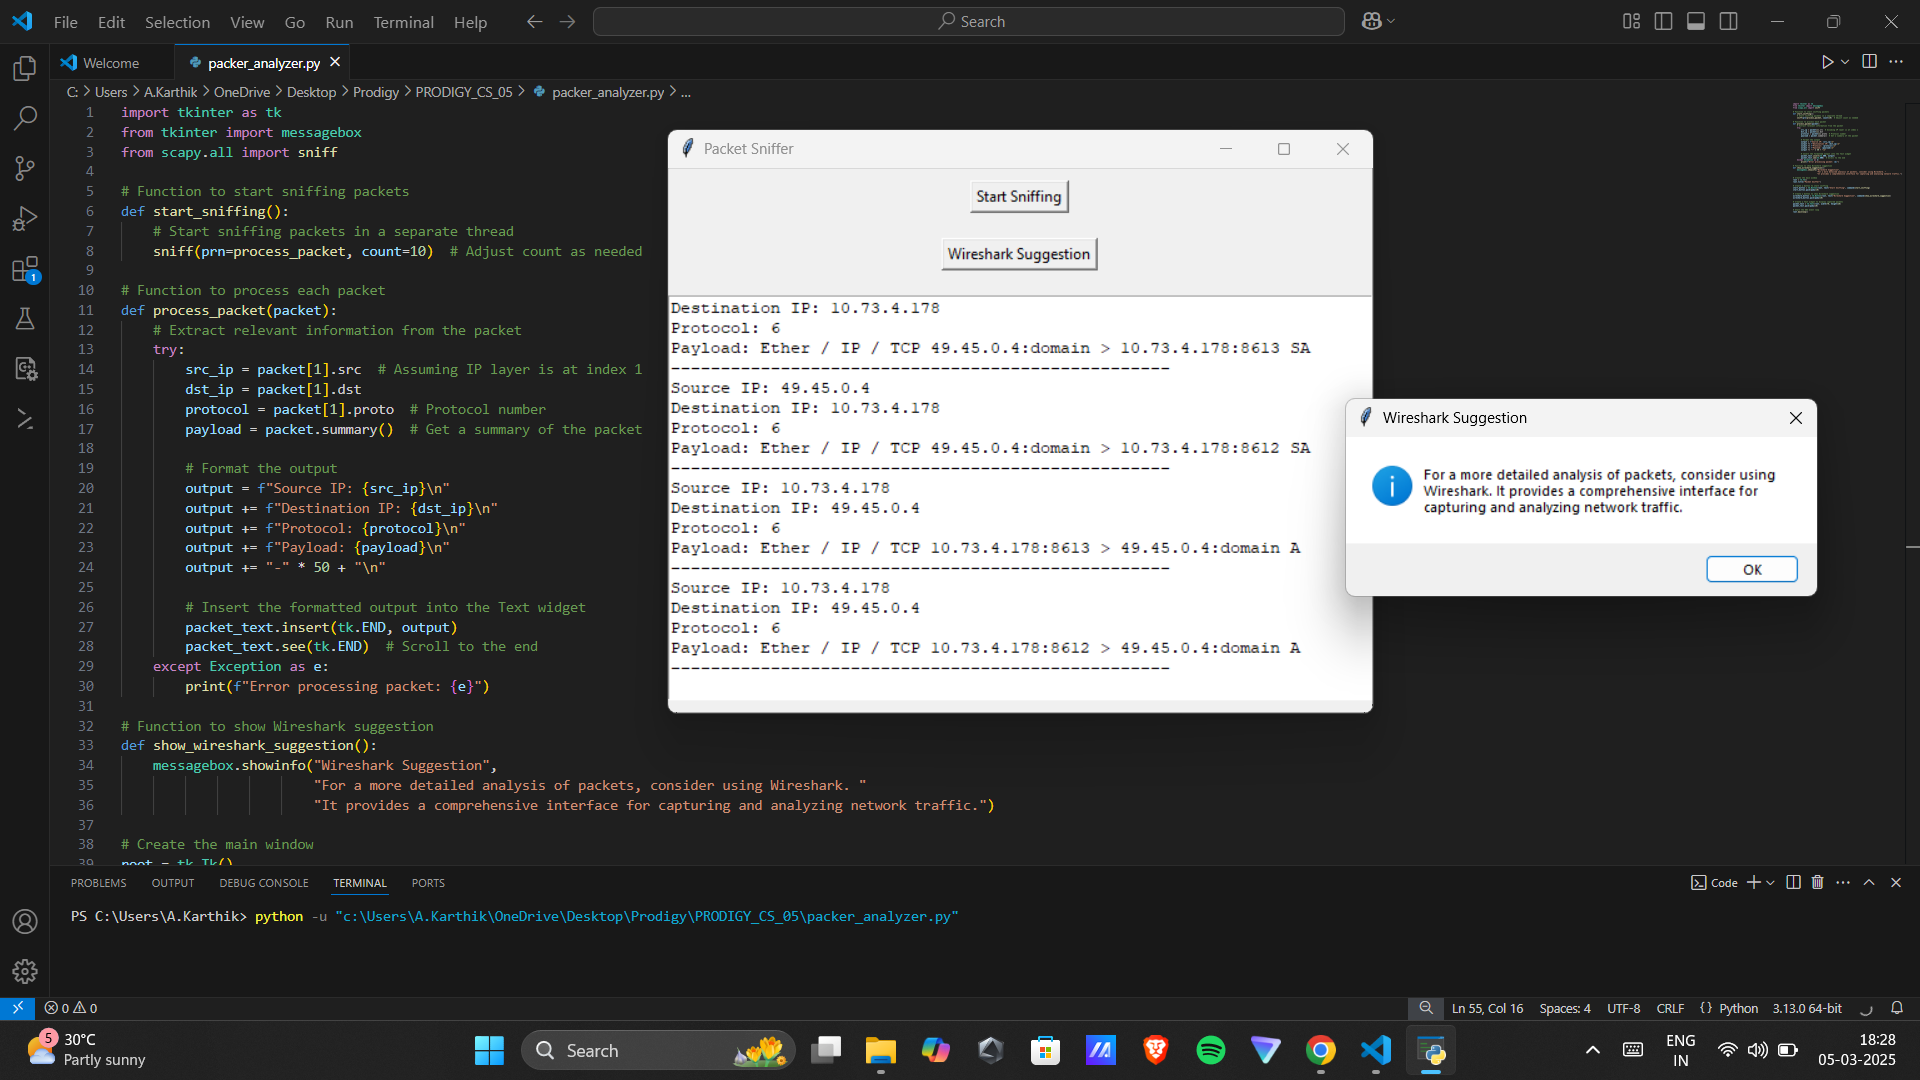 File Edit Selection View Go Run Terminal Help
Search
Welcome
packer_analyzer.py
C: > Users > A.Karthik > OneDrive > Desktop > Prodigy > PRODIGY_CS_05 > packer_analyzer.py > ...
1 import tkinter as tk
2 from tkinter import messagebox
3 from scapy.all import sniff
4
5 # Function to start sniffing packets
6 def start_sniffing():
7 # Start sniffing packets in a separate thread
8 sniff(prn=process_packet, count=10) # Adjust count as needed
9
10 # Function to process each packet
11 def process_packet(packet):
12 # Extract relevant information from the packet
13 try:
14 src_ip = packet[1].src # Assuming IP layer is at index 1
15 dst_ip = packet[1].dst
16 protocol = packet[1].proto # Protocol number
17 payload = packet.summary() # Get a summary of the packet
18
19 # Format the output
20 output = f"Source IP: {src_ip}\n"
21 output += f"Destination IP: {dst_ip}\n"
22 output += f"Protocol: {protocol}\n"
23 output += f"Payload: {payload}\n"
24 output += "-" * 50 + "\n"
25
26 # Insert the formatted output into the Text widget
27 packet_text.insert(tk.END, output)
28 packet_text.see(tk.END) # Scroll to the end
29 except Exception as e:
30 print(f"Error processing packet: {e}")
31
32 # Function to show Wireshark suggestion
33 def show_wireshark_suggestion():
34 messagebox.showinfo("Wireshark Suggestion",
35 "For a more detailed analysis of packets, consider using Wireshark. "
36 "It provides a comprehensive interface for capturing and analyzing network traffic.")
37
38 # Create the main window
39 root = tk.Tk()
Packet Sniffer
Start Sniffing
Wireshark Suggestion
Destination IP: 10.73.4.178
Protocol: 6
Payload: Ether / IP / TCP 49.45.0.4:domain > 10.73.4.178:8613 SA
--------------------------------------------------
Source IP: 49.45.0.4
Destination IP: 10.73.4.178
Protocol: 6
Payload: Ether / IP / TCP 49.45.0.4:domain > 10.73.4.178:8612 SA
--------------------------------------------------
Source IP: 10.73.4.178
Destination IP: 49.45.0.4
Protocol: 6
Payload: Ether / IP / TCP 10.73.4.178:8613 > 49.45.0.4:domain A
--------------------------------------------------
Source IP: 10.73.4.178
Destination IP: 49.45.0.4
Protocol: 6
Payload: Ether / IP / TCP 10.73.4.178:8612 > 49.45.0.4:domain A
--------------------------------------------------
Wireshark Suggestion
For a more detailed analysis of packets, consider using
Wireshark. It provides a comprehensive interface for
capturing and analyzing network traffic.
OK
1
PROBLEMS OUTPUT DEBUG CONSOLE TERMINAL PORTS
Code
PS C:\Users\A.Karthik> python -u "c:\Users\A.Karthik\OneDrive\Desktop\Prodigy\PRODIGY_CS_05\packer_analyzer.py"
0 0
Ln 55, Col 16 Spaces: 4 UTF-8 CRLF {} Python 3.13.0 64-bit
5
30°C
Partly sunny
Search
ENG
IN
18:28
05-03-2025